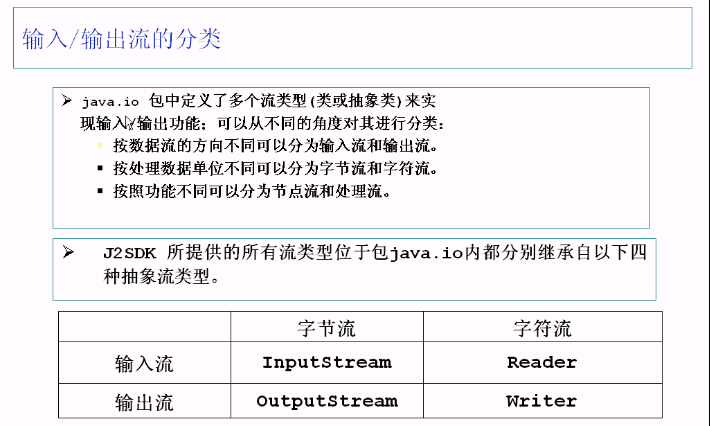 输入/输出流的分类
java.io 包中定义了多个流类型(类或抽象类)来实
现输入/输出功能；可以从不同的角度对其进行分类：
按数据流的方向不同可以分为输入流和输出流。
按处理数据单位不同可以分为字节流和字符流。
按照功能不同可以分为节点流和处理流。
J2SDK 所提供的所有流类型位于包java.io内都分别继承自以下四
种抽象流类型。
字节流 字符流
输入流 InputStream Reader
输出流 OutputStream Writer